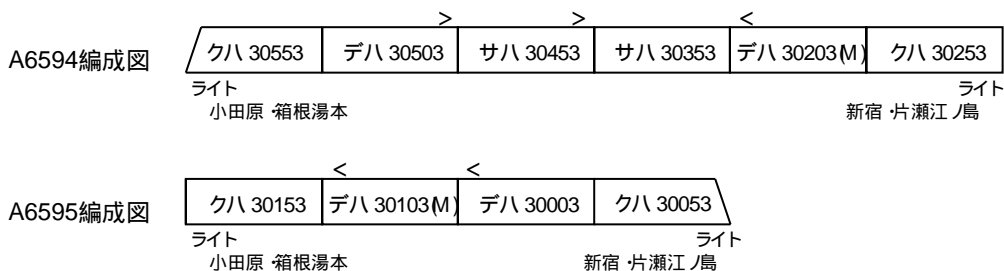 > > <
A6594編成図 クハ 30553 デハ 30503 サハ 30453 サハ 30353 デハ 30203(M) クハ 30253
ライト ライト
小田原・箱根湯本 新宿・片瀬江ノ島
< <
A6595編成図 クハ 30153 デハ 30103(M) デハ 30003 クハ 30053
ライト ライト
小田原・箱根湯本 新宿・片瀬江ノ島